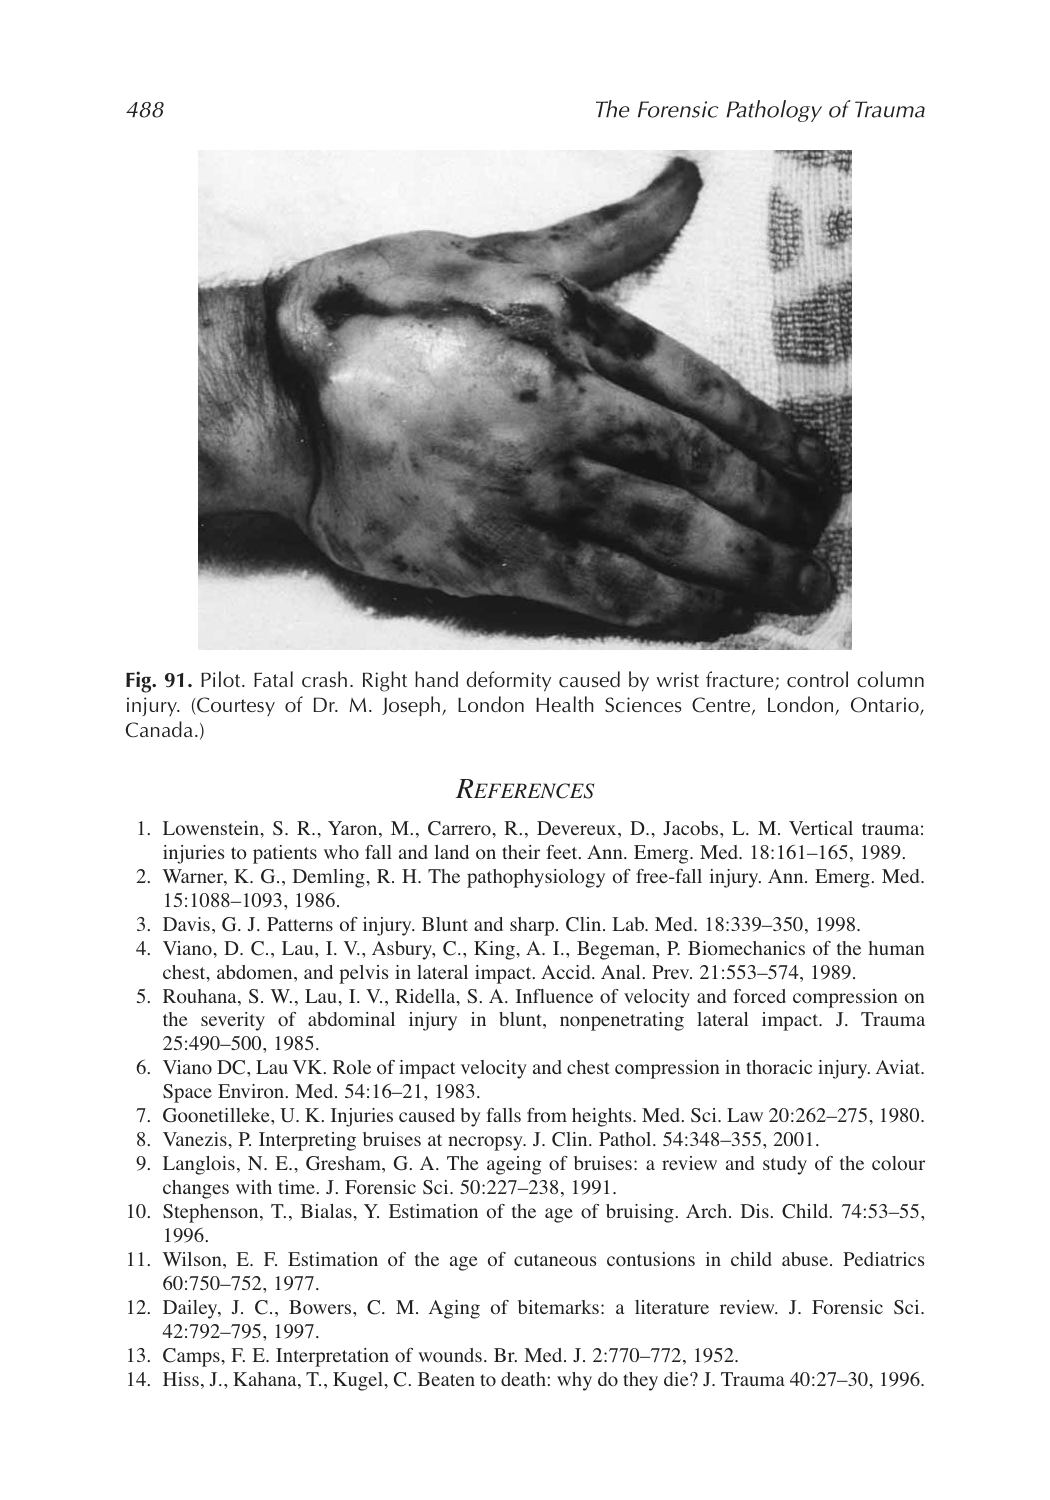 488
The Forensic Pathology of Trauma
Fig. 91. Pilot. Fatal crash. Right hand deformity caused by wrist fracture; control column
injury. (Courtesy of Dr. M. Joseph, London Health Sciences Centre, London, Ontario,
Canada.)
REFERENCES
1. Lowenstein, S. R., Yaron, M., Carrero, R., Devereux, D., Jacobs, L. M. Vertical trauma:
injuries to patients who fall and land on their feet. Ann. Emerg. Med. 18:161–165, 1989.
2. Warner, K. G., Demling, R. H. The pathophysiology of free-fall injury. Ann. Emerg. Med.
15:1088–1093, 1986.
3. Davis, G. J. Patterns of injury. Blunt and sharp. Clin. Lab. Med. 18:339–350, 1998.
4. Viano, D. C., Lau, I. V., Asbury, C., King, A. I., Begeman, P. Biomechanics of the human
chest, abdomen, and pelvis in lateral impact. Accid. Anal. Prev. 21:553–574, 1989.
5. Rouhana, S. W., Lau, I. V., Ridella, S. A. Influence of velocity and forced compression on
the severity of abdominal injury in blunt, nonpenetrating lateral impact. J. Trauma
25:490–500, 1985.
6. Viano DC, Lau VK. Role of impact velocity and chest compression in thoracic injury. Aviat.
Space Environ. Med. 54:16–21, 1983.
7. Goonetilleke, U. K. Injuries caused by falls from heights. Med. Sci. Law 20:262–275, 1980.
8. Vanezis, P. Interpreting bruises at necropsy. J. Clin. Pathol. 54:348–355, 2001.
9. Langlois, N. E., Gresham, G. A. The ageing of bruises: a review and study of the colour
changes with time. J. Forensic Sci. 50:227–238, 1991.
10. Stephenson, T., Bialas, Y. Estimation of the age of bruising. Arch. Dis. Child. 74:53–55,
1996.
11. Wilson, E. F. Estimation of the age of cutaneous contusions in child abuse. Pediatrics
60:750–752, 1977.
12. Dailey, J. C., Bowers, C. M. Aging of bitemarks: a literature review. J. Forensic Sci.
42:792–795, 1997.
13. Camps, F. E. Interpretation of wounds. Br. Med. J. 2:770–772, 1952.
14. Hiss, J., Kahana, T., Kugel, C. Beaten to death: why do they die? J. Trauma 40:27–30, 1996.